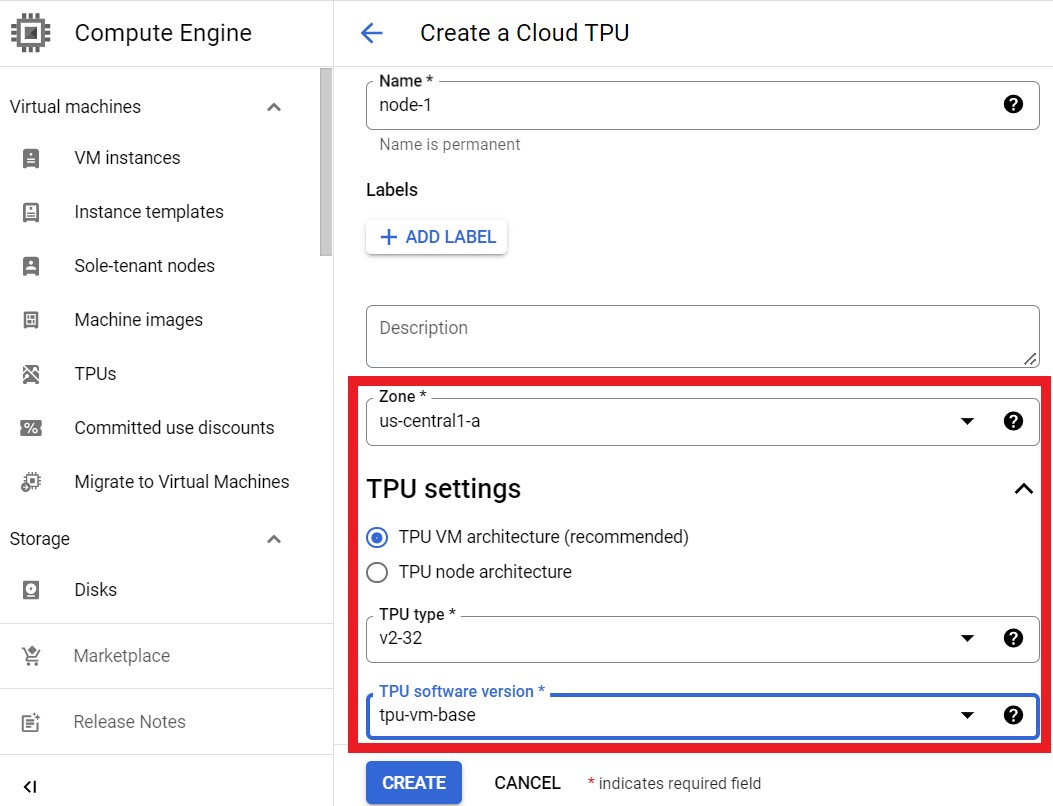 Compute Engine
Create a Cloud TPU
Virtual machines
VM instances
Instance templates
Sole-tenant nodes
Machine images
TPUs
Committed use discounts
Migrate to Virtual Machines
Storage
Disks
Marketplace
Release Notes
Name *
node-1
Name is permanent
Labels
ADD LABEL
Description
Zone *
us-central1-a
TPU settings
TPU VM architecture (recommended)
TPU node architecture
TPU type *
v2-32
TPU software version *
tpu-vm-base
CREATE CANCEL * indicates required field